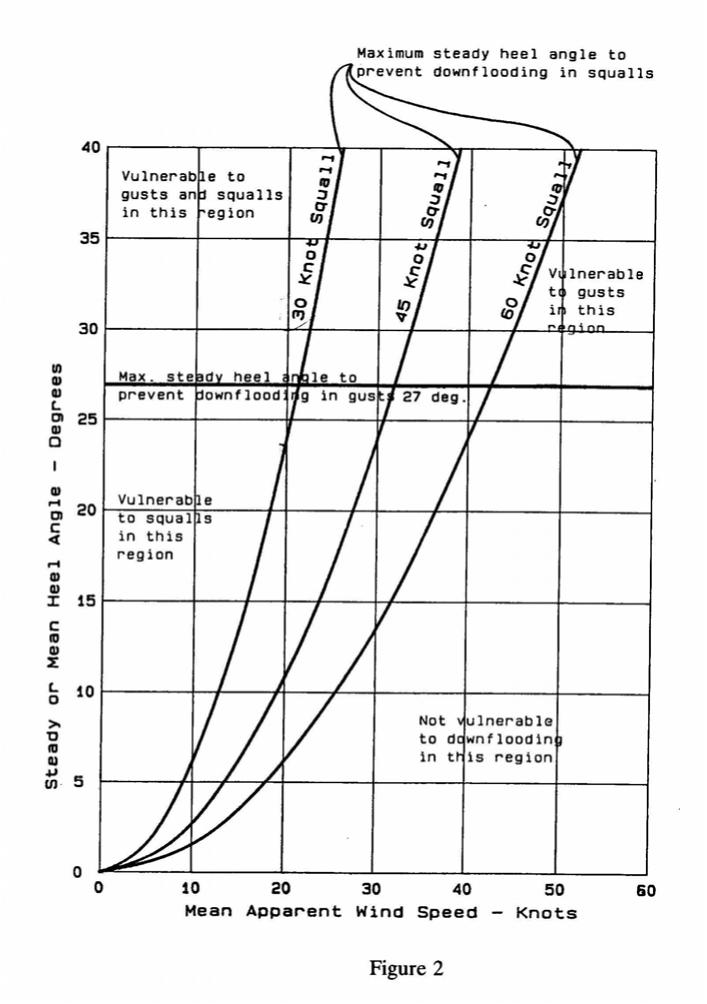 Maximum steady heel angle to
prevent downflooding in squalls
40
Vulnerable to
gusts and squalls
in this region
35
30 Knot Squall
45 Knot Squall
60 Knot Squall
Vulnerable
to gusts
in this
region
30
Max. steady heel angle to
prevent downflooding in gusts 27 deg.
25
Vulnerable
to squalls
in this
region
20
15
10
Not vulnerable
to downflooding
in this region
5
0
Steady or Mean Heel Angle - Degrees
0 10 20 30 40 50 60
Mean Apparent Wind Speed - Knots
Figure 2